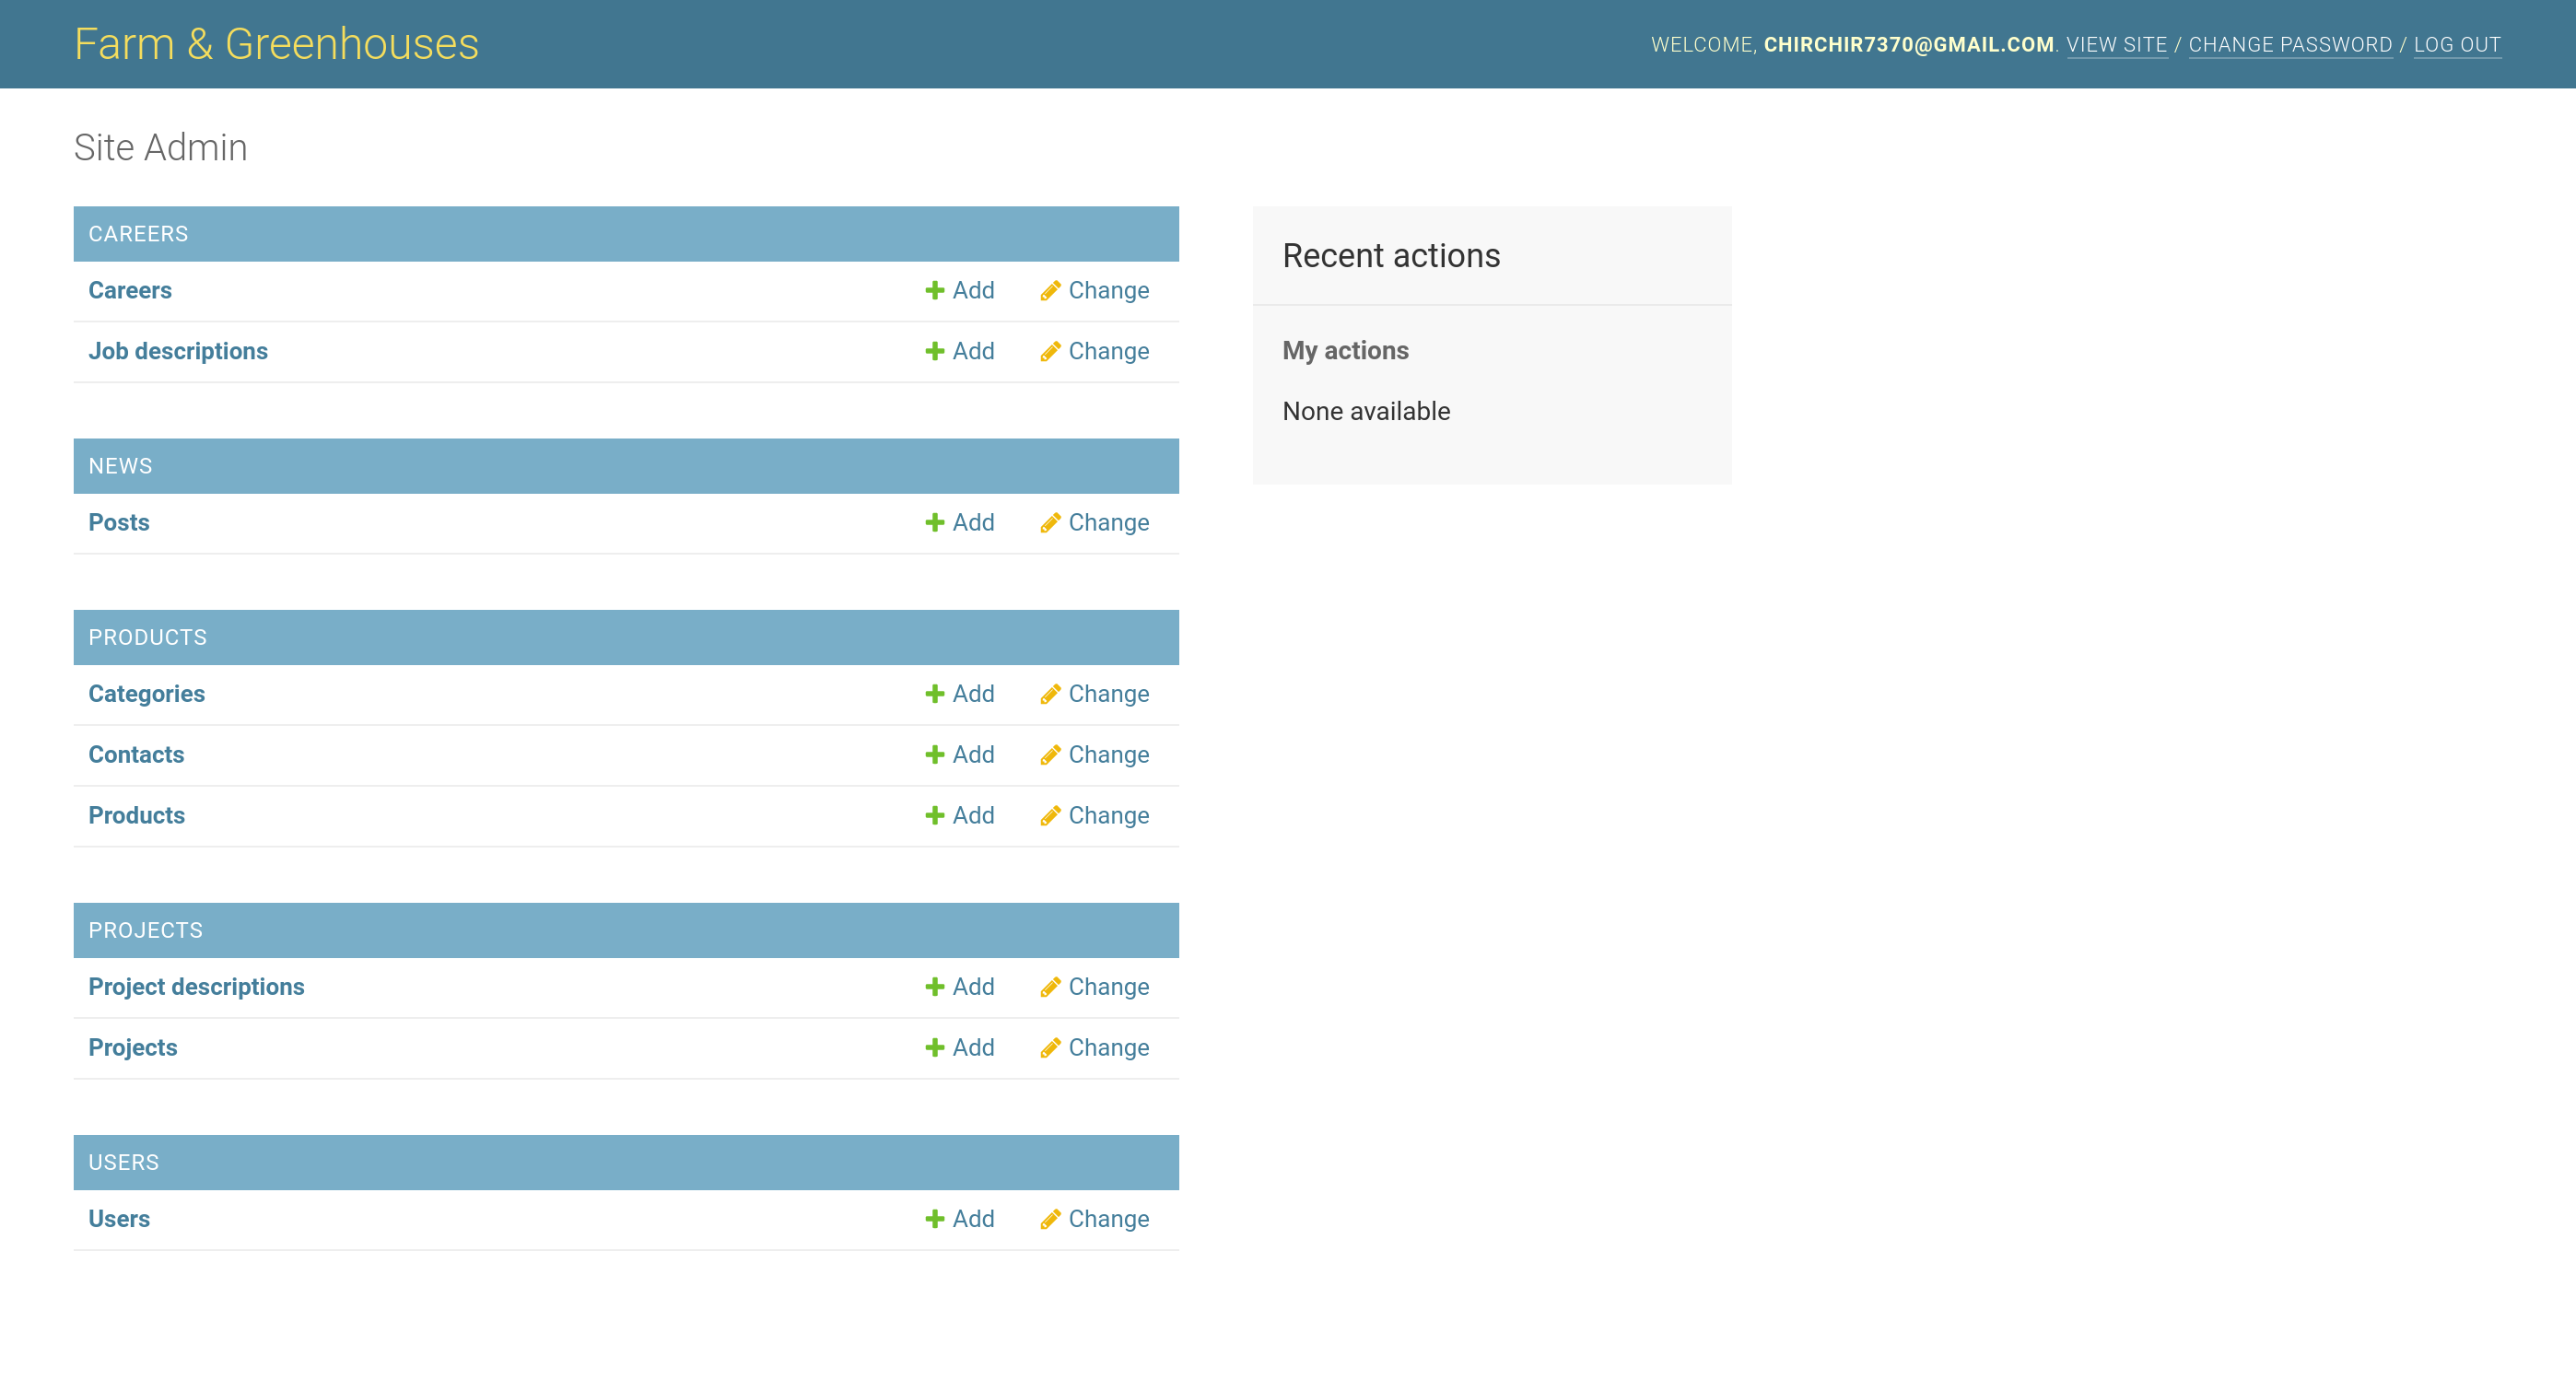 Farm & Greenhouses
WELCOME, CHIRCHIR7370@GMAIL.COM. VIEW SITE / CHANGE PASSWORD / LOG OUT
Site Admin
CAREERS
Careers Add Change
Job descriptions Add Change
NEWS
Posts Add Change
PRODUCTS
Categories Add Change
Contacts Add Change
Products Add Change
PROJECTS
Project descriptions Add Change
Projects Add Change
USERS
Users Add Change
Recent actions
My actions
None available